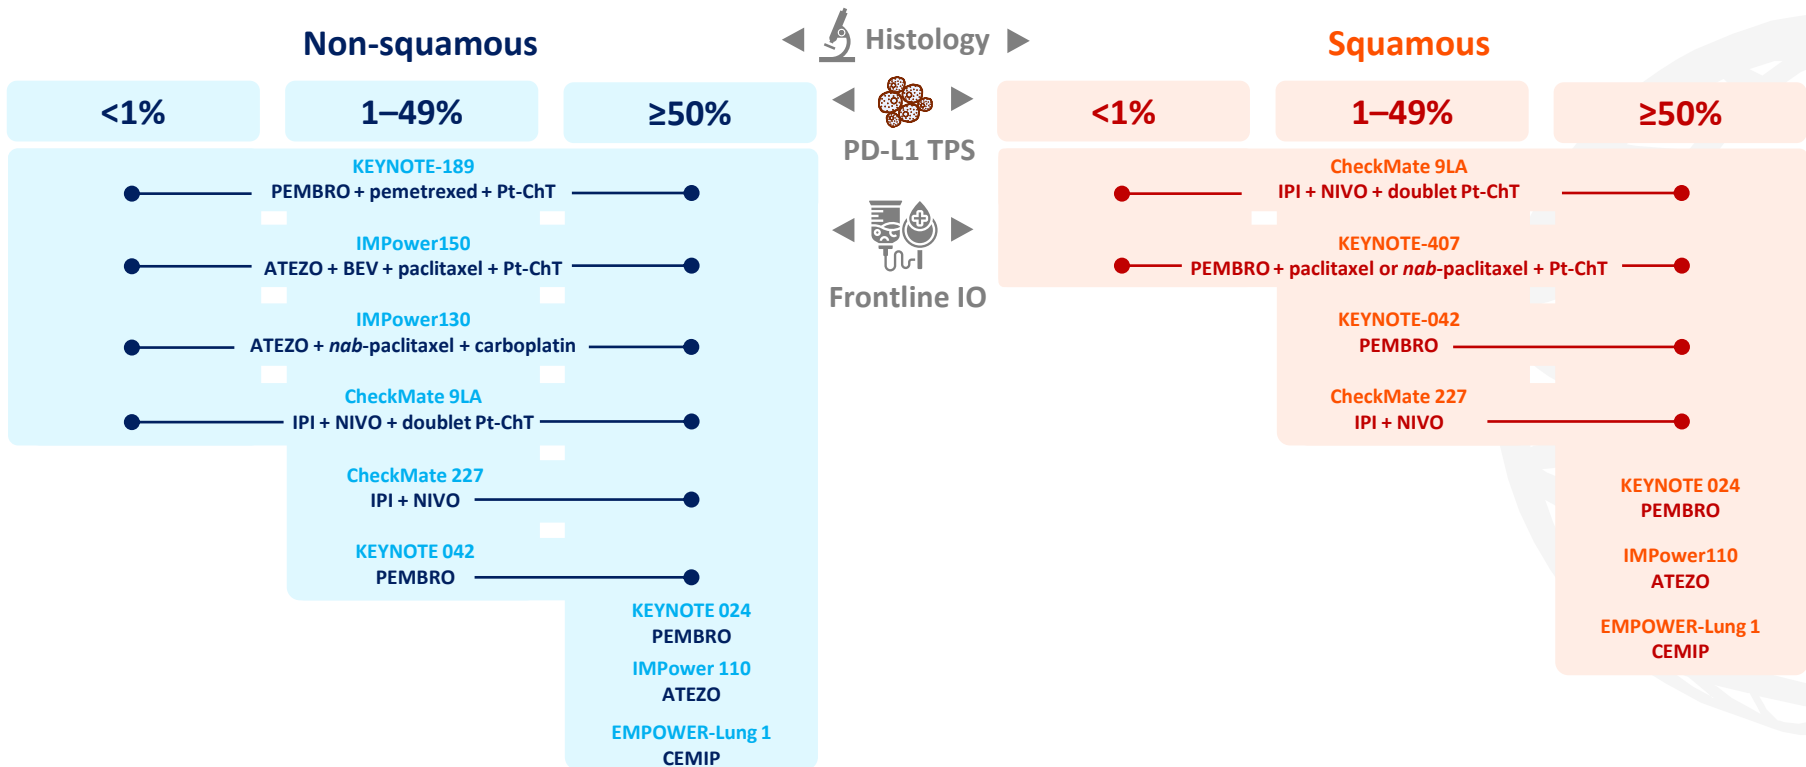 Non-squamous
Histology
Squamous
<1%
1–49%
≥50%
PD-L1 TPS
<1%
1–49%
≥50%
KEYNOTE-189
PEMBRO + pemetrexed + Pt-ChT
IMPower150
ATEZO + BEV + paclitaxel + Pt-ChT
IMPower130
ATEZO + nab-paclitaxel + carboplatin
CheckMate 9LA
IPI + NIVO + doublet Pt-ChT
CheckMate 227
IPI + NIVO
KEYNOTE 042
PEMBRO
KEYNOTE 024
PEMBRO
IMPower 110
ATEZO
EMPOWER-Lung 1
CEMIP
Frontline IO
CheckMate 9LA
IPI + NIVO + doublet Pt-ChT
KEYNOTE-407
PEMBRO + paclitaxel or nab-paclitaxel + Pt-ChT
KEYNOTE-042
PEMBRO
CheckMate 227
IPI + NIVO
KEYNOTE 024
PEMBRO
IMPower110
ATEZO
EMPOWER-Lung 1
CEMIP